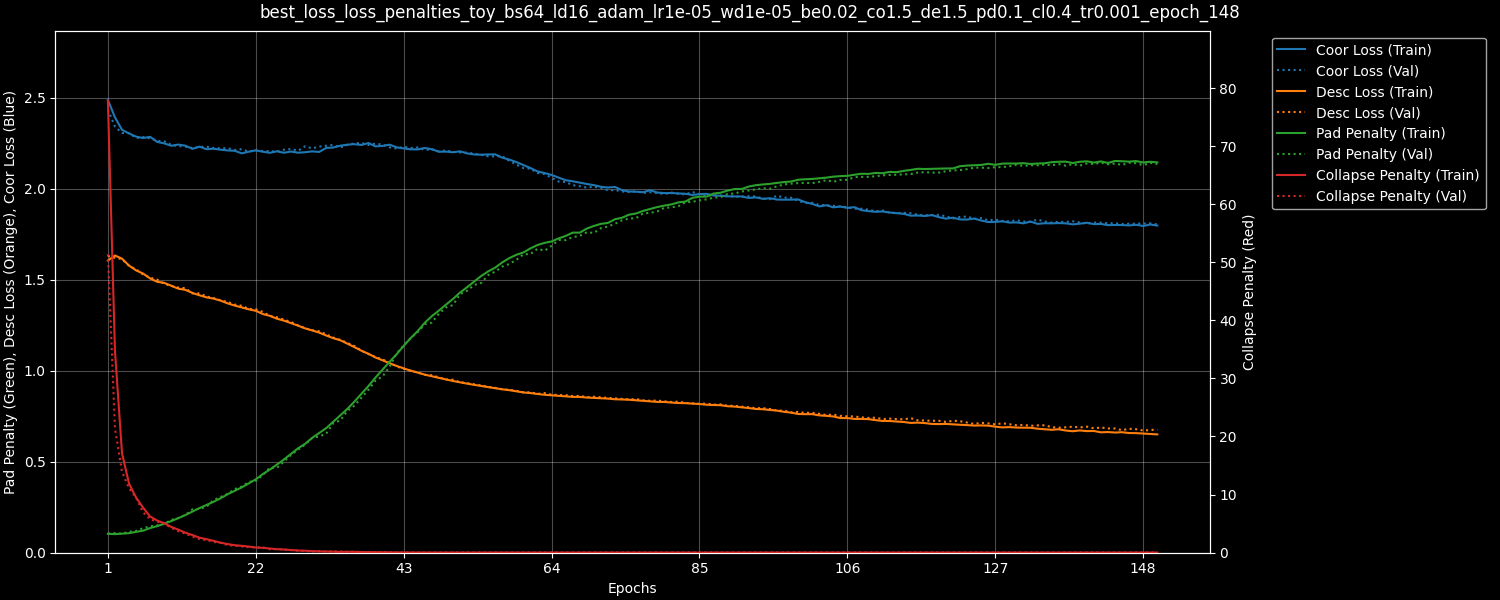 best_loss_loss_penalties_toy_bs64_ld16_adam_lr1e-05_wd1e-05_be0.02_co1.5_de1.5_pd0.1_cl0.4_tr0.001_epoch_148
Pad Penalty (Green), Desc Loss (Orange), Coor Loss (Blue)
2.5
2.0
1.5
1.0
0.5
0.0
1
22
43
64
85
106
127
148
Epochs
80
70
60
50
40
30
20
10
0
Collapse Penalty (Red)
Coor Loss (Train)
Coor Loss (Val)
Desc Loss (Train)
Desc Loss (Val)
Pad Penalty (Train)
Pad Penalty (Val)
Collapse Penalty (Train)
Collapse Penalty (Val)